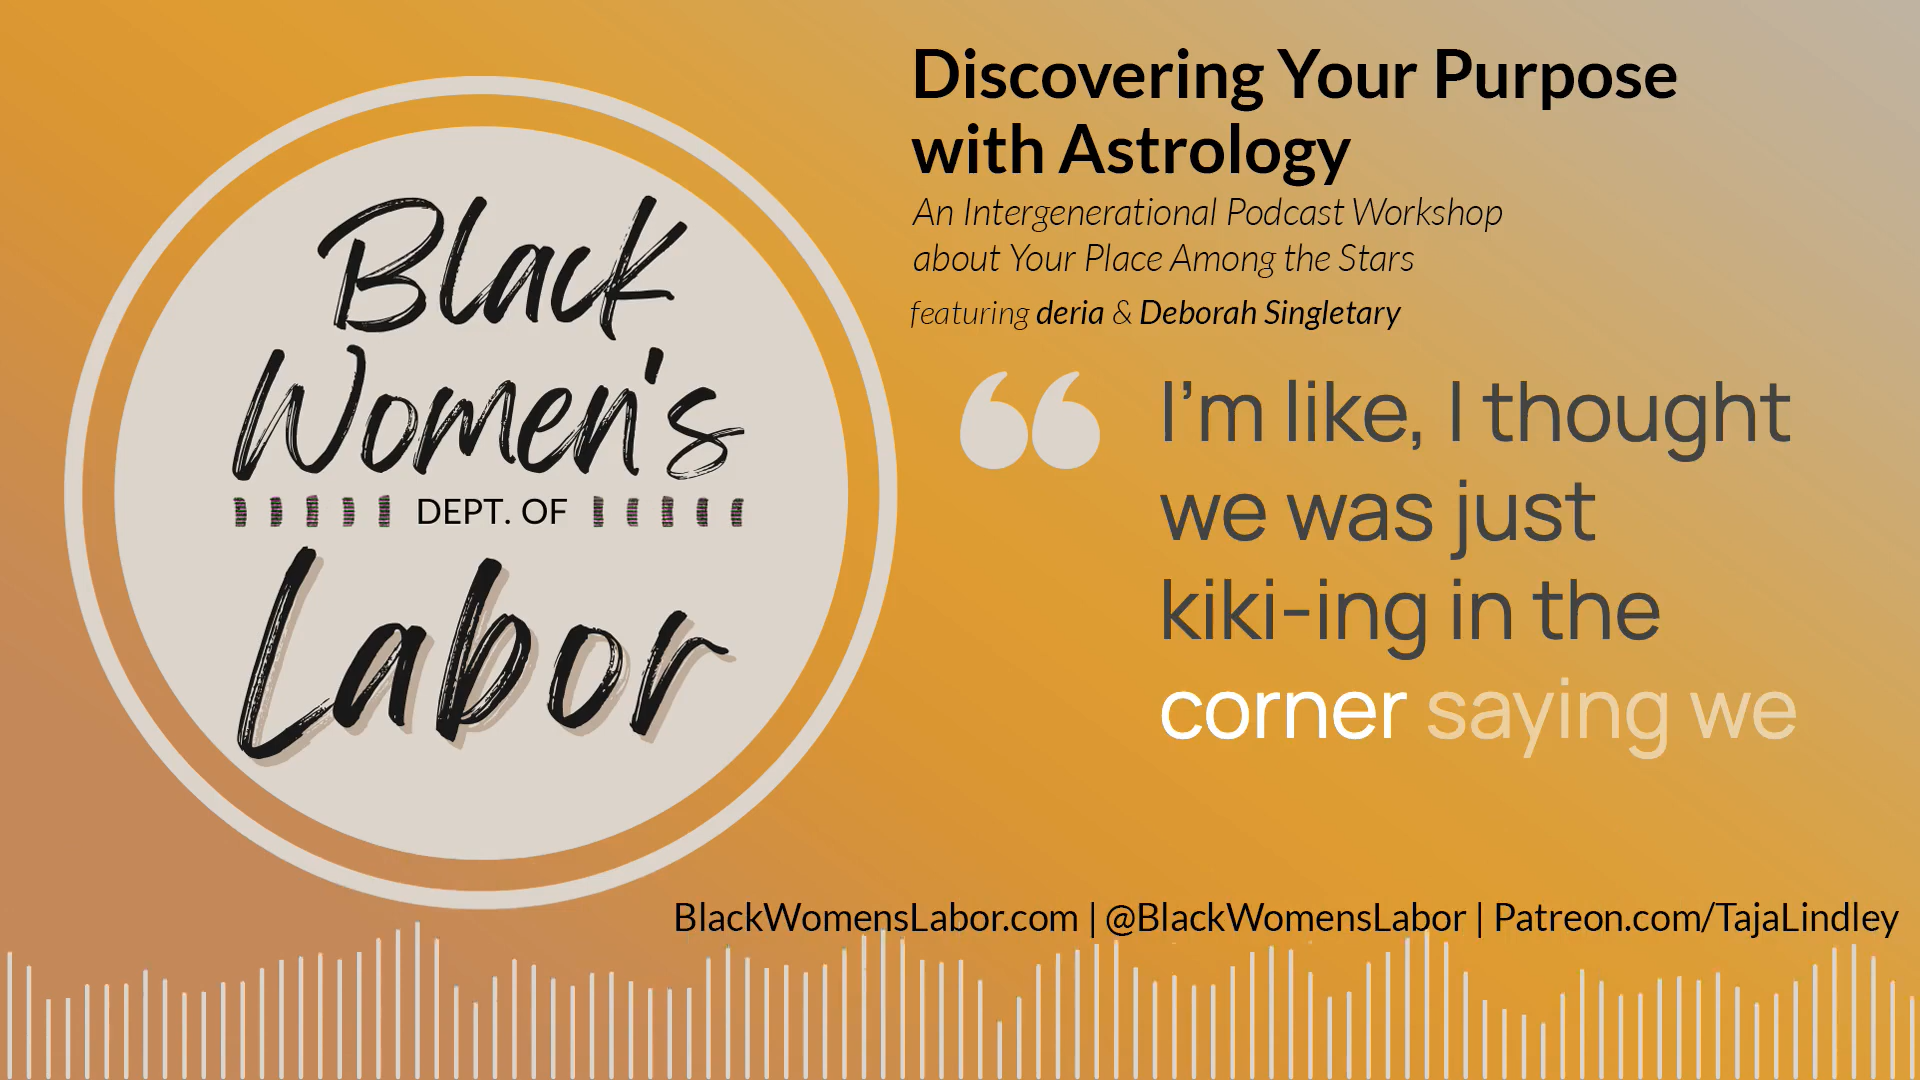 Black
Women's
DEPT. OF
Labor
Discovering Your Purpose
with Astrology
An Intergenerational Podcast Workshop
about Your Place Among the Stars
featuring deria & Deborah Singletary
“
I’m like, I thought
we was just
kiki-ing in the
corner saying we
BlackWomensLabor.com | @BlackWomensLabor | Patreon.com/TajaLindley